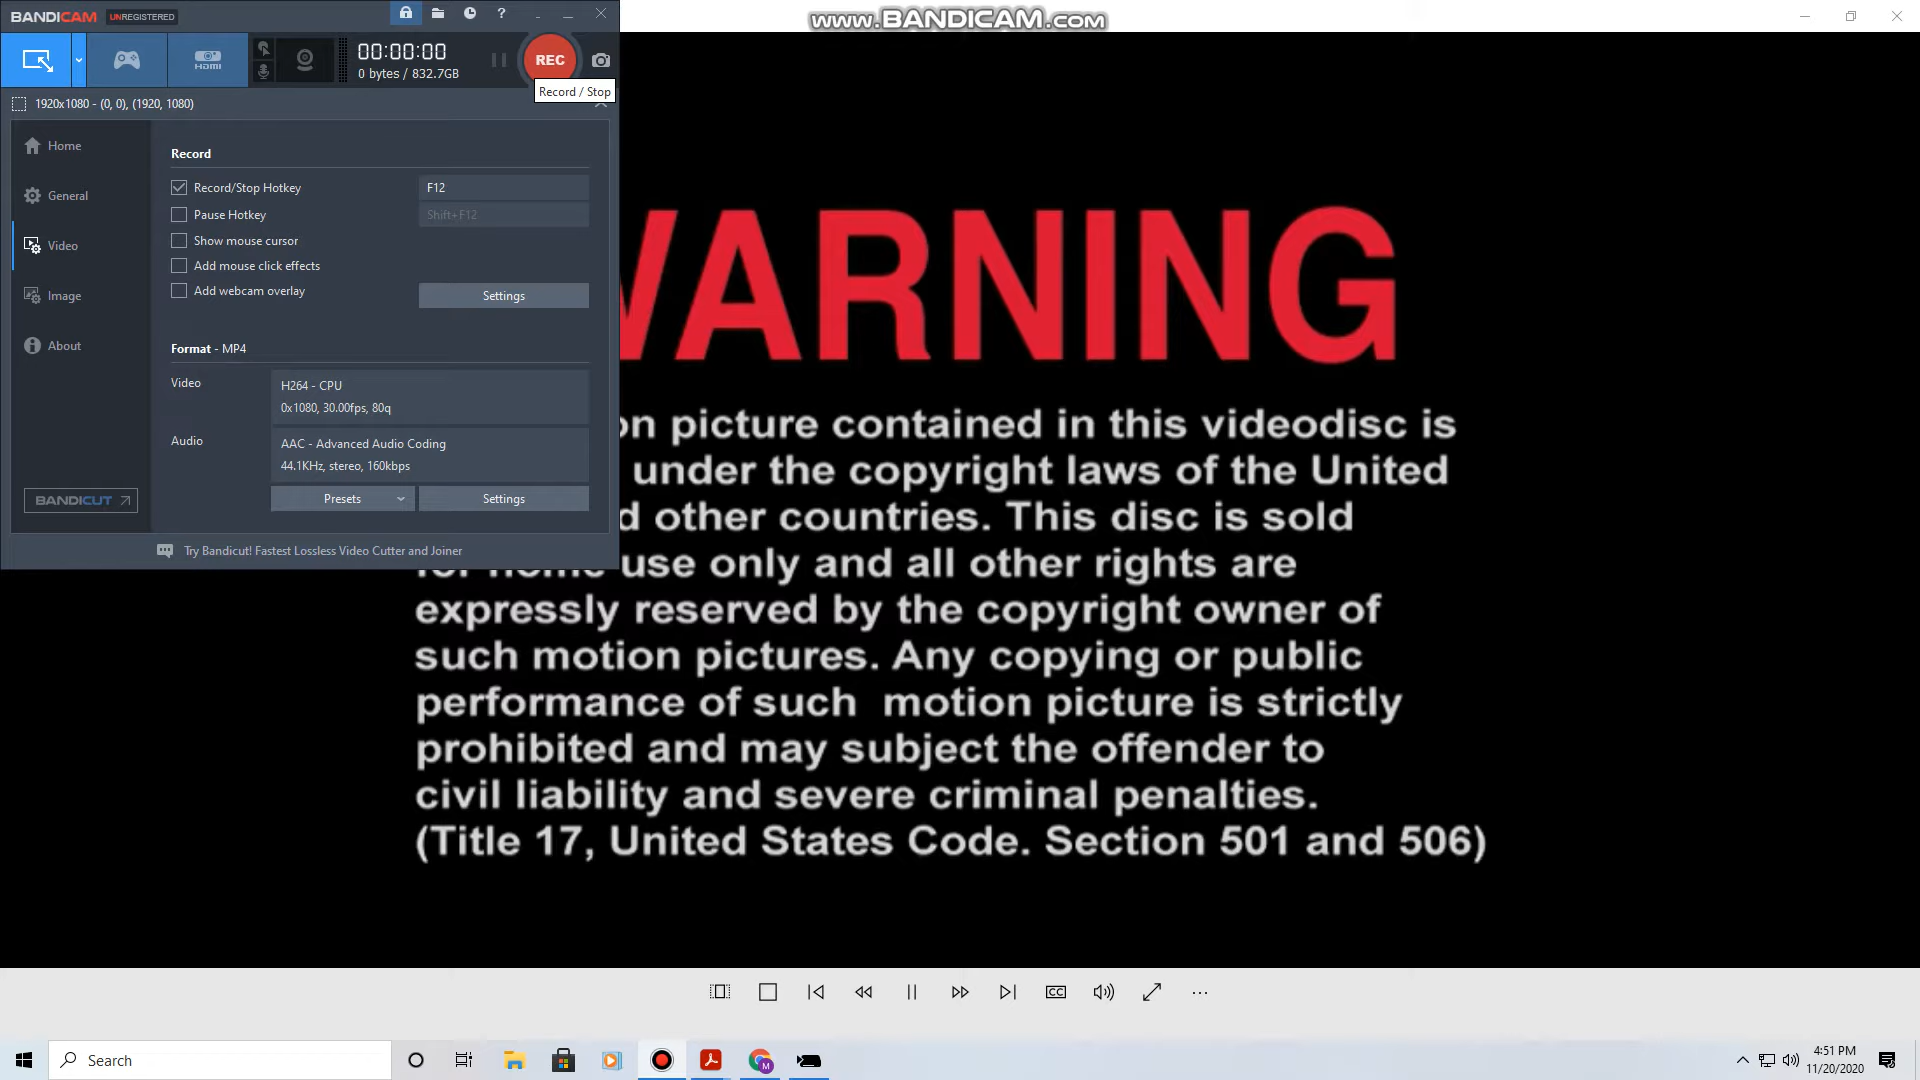 BANDICAM UNREGISTERED
www.BANDICAM.com
HDMI
00:00:00
0 bytes / 832.7GB
REC
Record / Stop
1920x1080 - (0, 0), (1920, 1080)
Home
General
Video
Image
About
BANDICUT
Record
Record/Stop Hotkey F12
Pause Hotkey Shift+F12
Show mouse cursor
Add mouse click effects
Add webcam overlay
Settings
Format - MP4
Video
H264 - CPU
0x1080, 30.00fps, 80q
Audio
AAC - Advanced Audio Coding
44.1KHz, stereo, 160kbps
Presets
Settings
Try Bandicut! Fastest Lossless Video Cutter and Joiner
WARNING
picture contained in this videodisc is
under the copyright laws of the United
other countries. This disc is sold
for home use only and all other rights are
expressly reserved by the copyright owner of
such motion pictures. Any copying or public
performance of such motion picture is strictly
prohibited and may subject the offender to
civil liability and severe criminal penalties.
(Title 17, United States Code. Section 501 and 506)
CC
Search
M
4:51 PM
11/20/2020